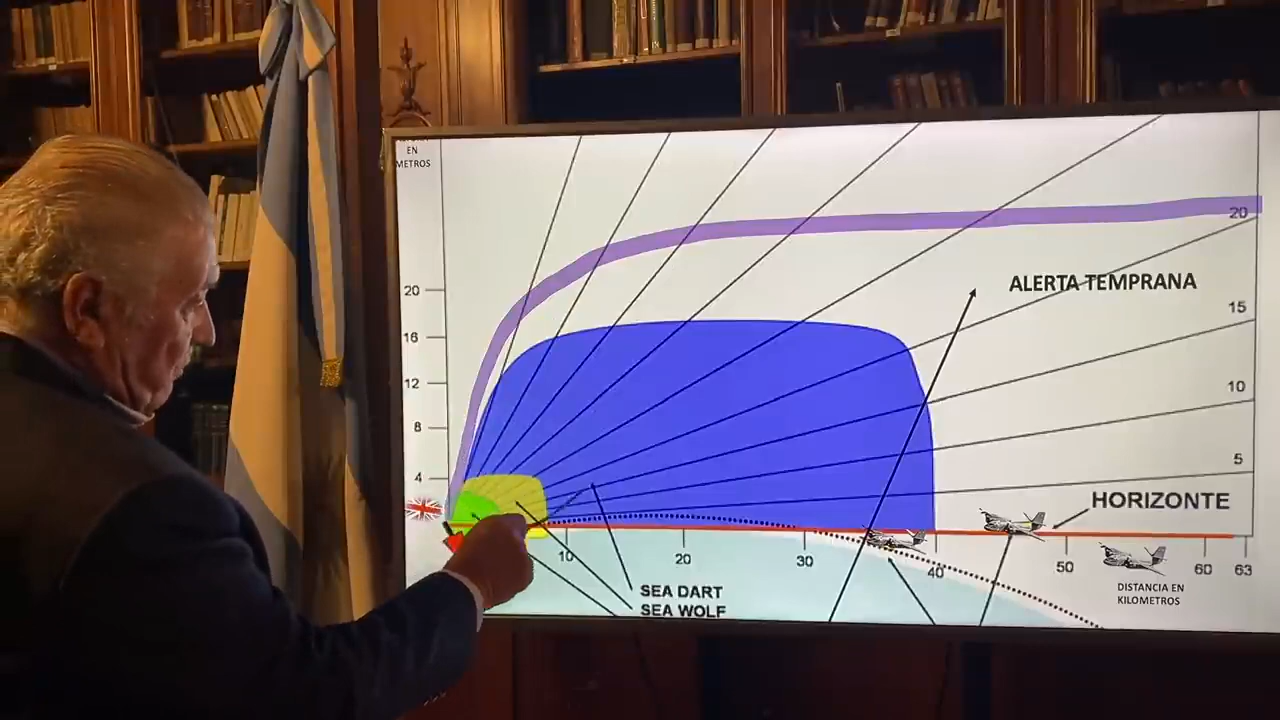 EN
METROS
20
20
16
12
8
4
ALERTA TEMPRANA
15
10
5
HORIZONTE
10
20
30
40
50
60
63
DISTANCIA EN
KILOMETROS
SEA DART
SEA WOLF